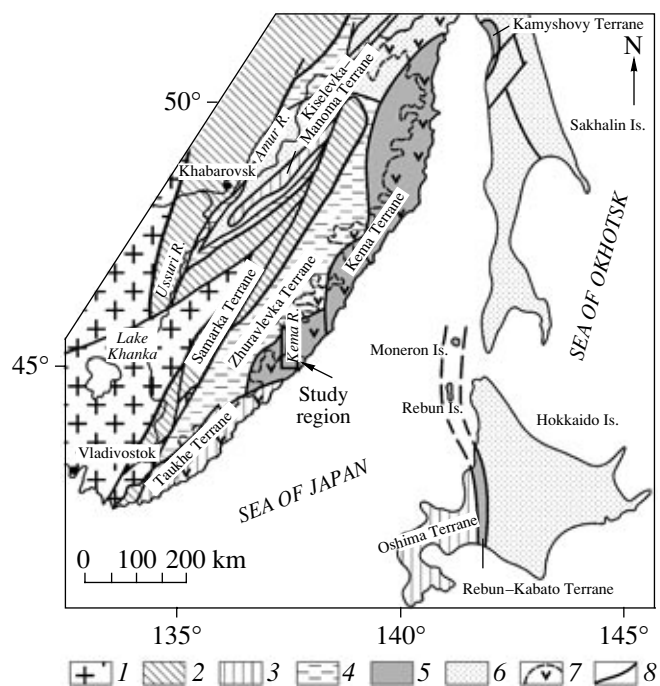 Kamyshovy Terrane
N
50°
Kiselevka–
Manoma Terrane
Amur R.
Sakhalin Is.
Khabarovsk
Kema Terrane
SEA OF OKHOTSK
Ussuri R.
Samarka Terrane
Zhuravlevka Terrane
Kema R.
Lake
Khanka
Moneron Is.
45°
Study
region
Rebun Is.
Hokkaido Is.
Vladivostok
Taukhe Terrane
SEA OF JAPAN
Oshima Terrane
0 100 200 km
Rebun–Kabato Terrane
135° 140° 145°
1 2 3 4 5 6 7 8